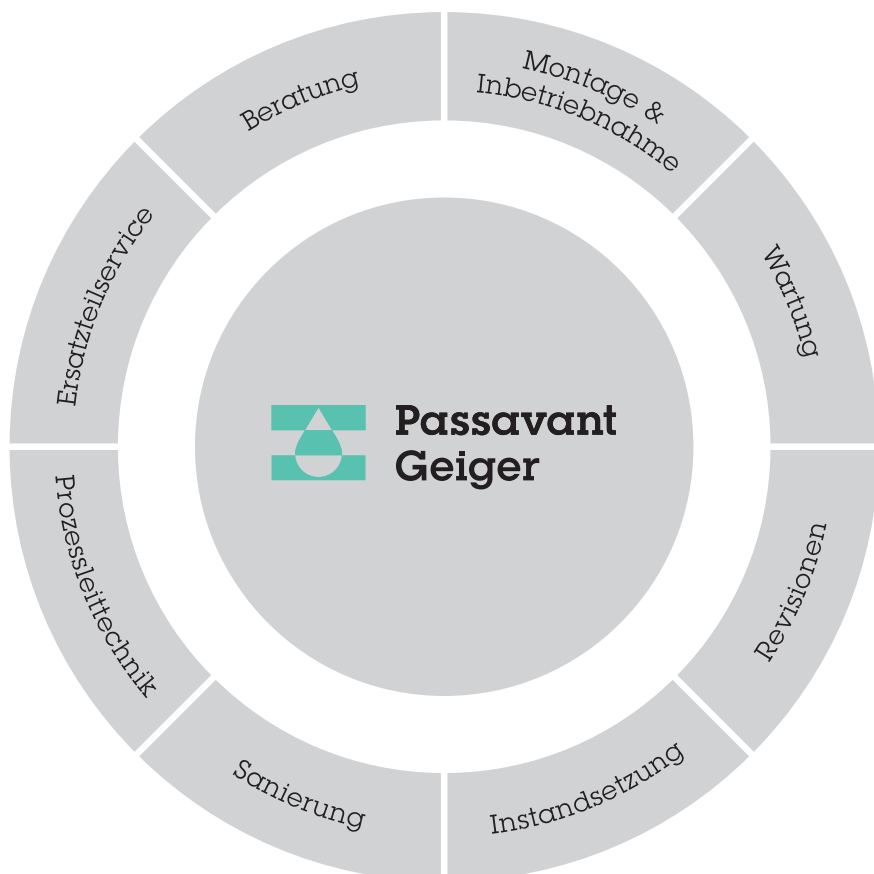 Beratung
Montage &
Inbetriebnahme
Wartung
Revisionen
Instandsetzung
Sanierung
Prozessleittechnik
Ersatzteilservice
Passavant
Geiger